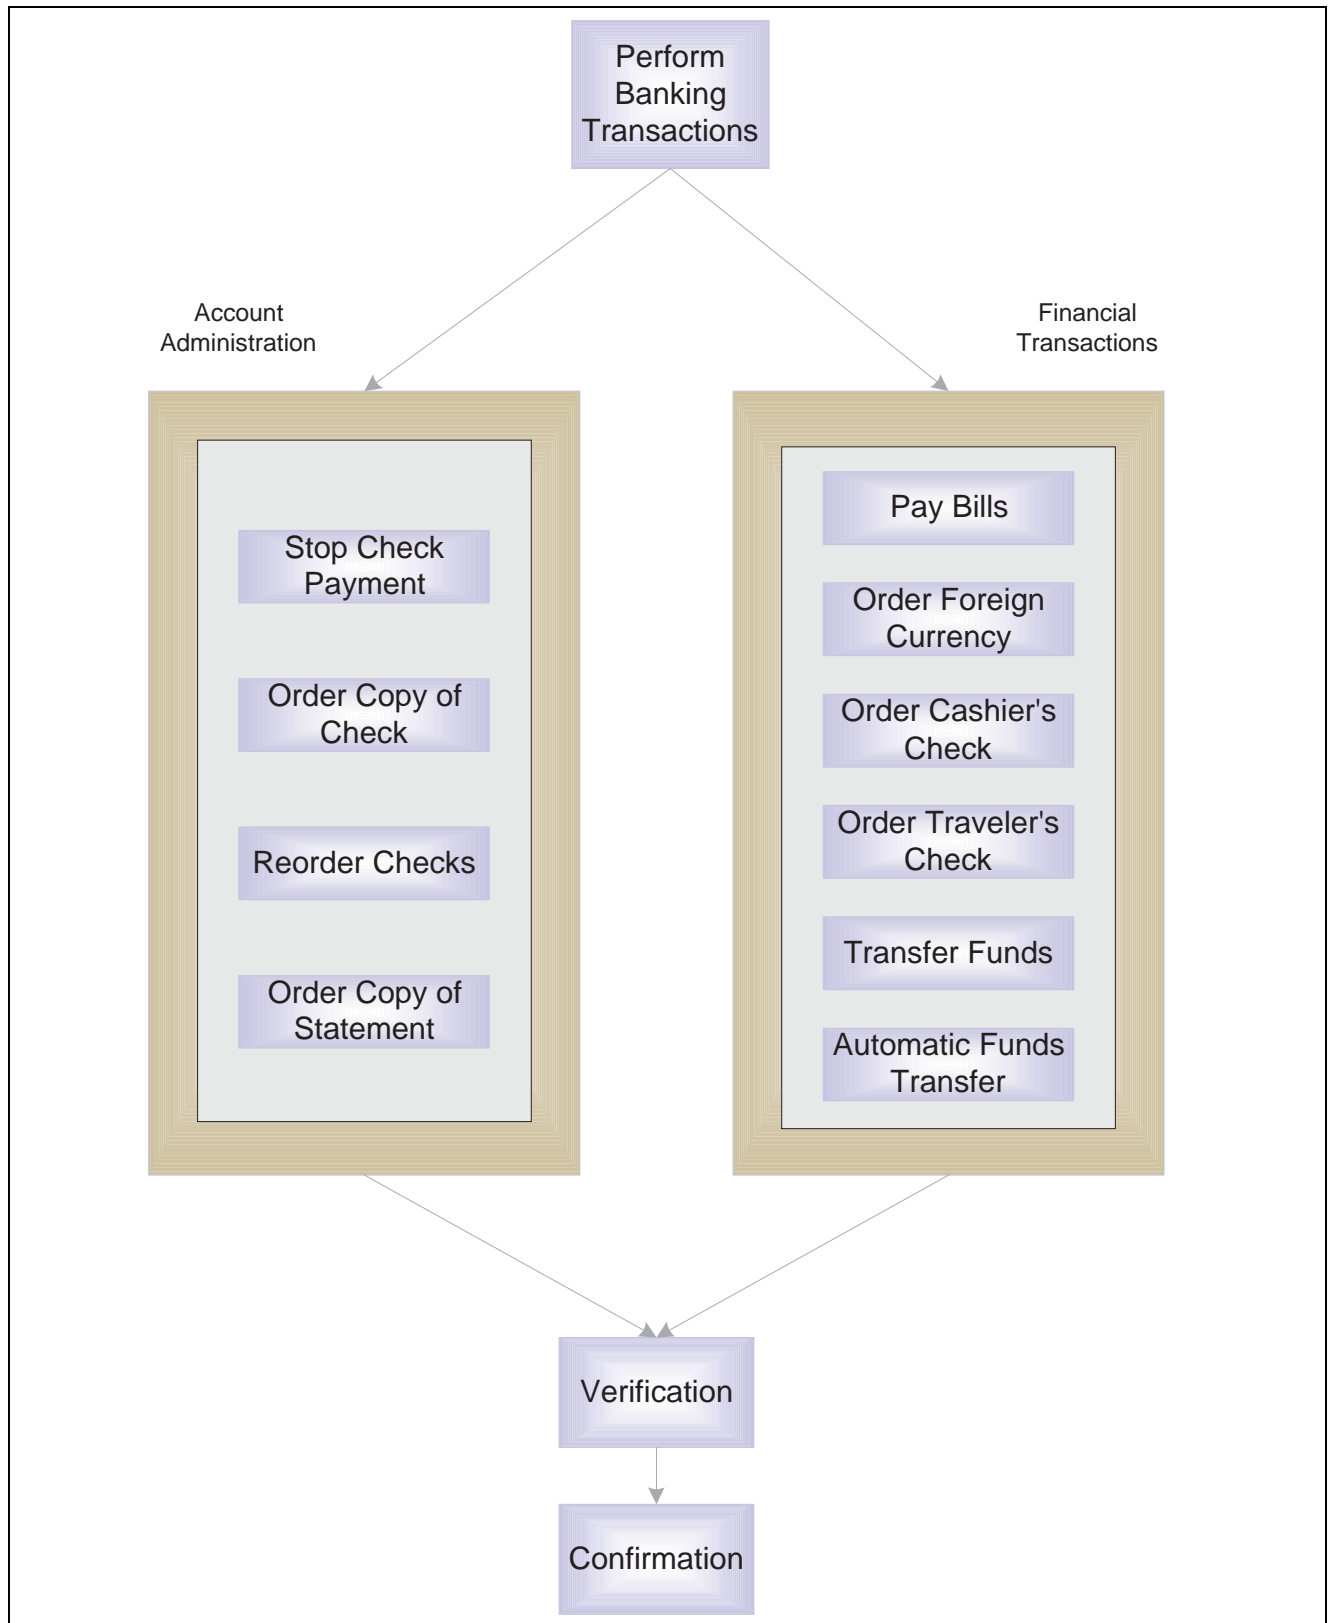 Perform
Banking
Transactions
Account
Administration
Financial
Transactions
Stop Check
Payment
Order Copy of
Check
Reorder Checks
Order Copy of
Statement
Pay Bills
Order Foreign
Currency
Order Cashier's
Check
Order Traveler's
Check
Transfer Funds
Automatic Funds
Transfer
Verification
Confirmation